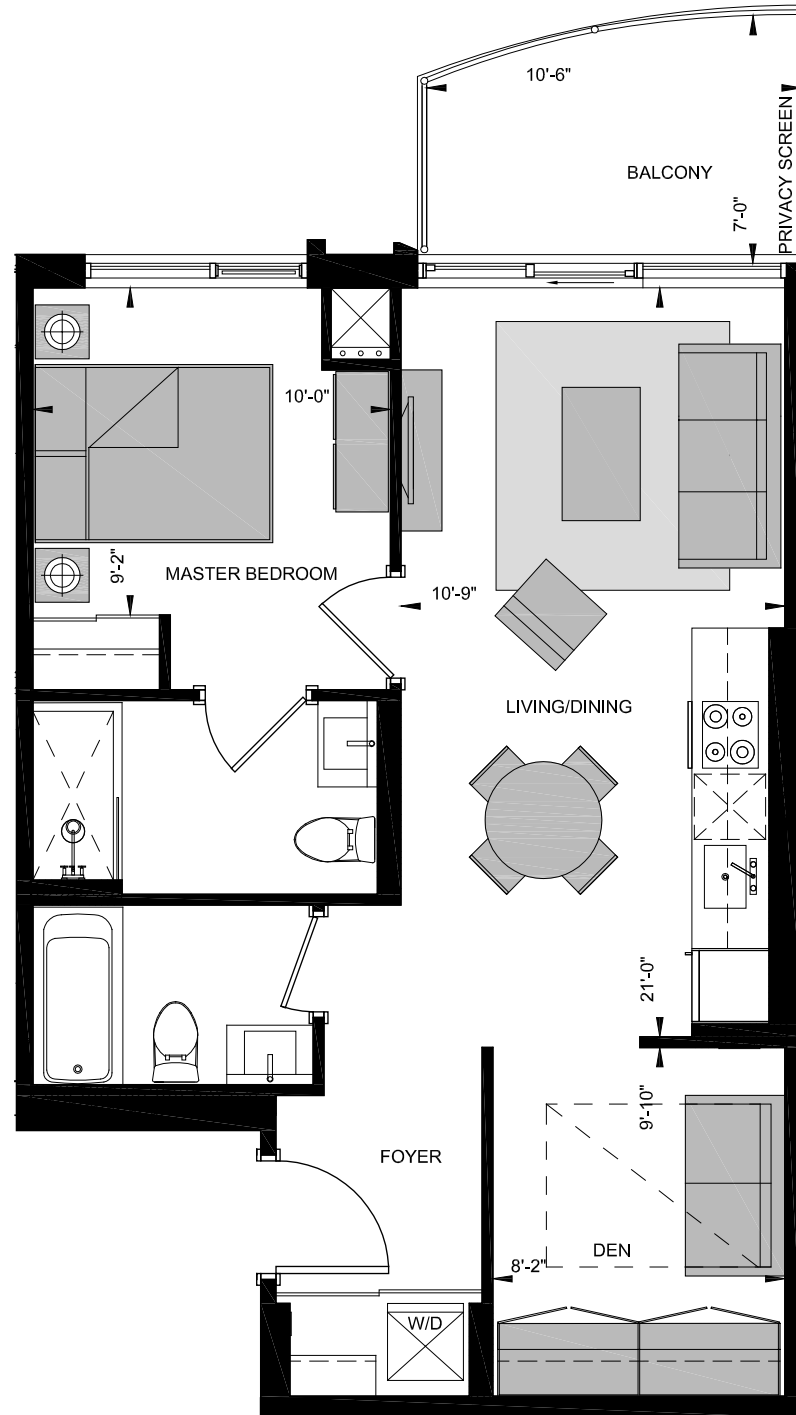 10'-6"
PRIVACY SCREEN
BALCONY
7'-0"
10'-0"
9'-2"
MASTER BEDROOM
10'-9"
LIVING/DINING
21'-0"
9'-10"
FOYER
DEN
8'-2"
W/D